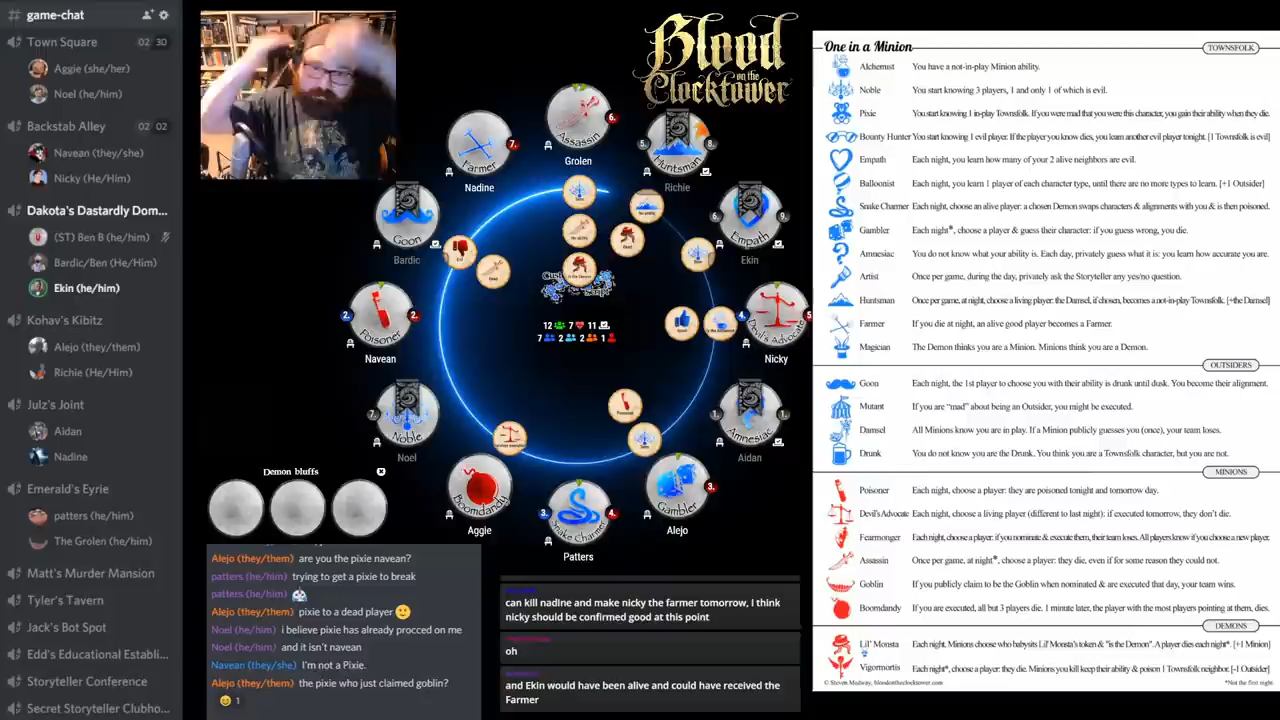 game-chat
Town Square
02
30
Aggie (she/her)
Noel (he/him)
Backstab Alley
02
02
Nicky (He/Him)
Dakota's Dastardly Dom...
(ST) Ben B (he/him)
Bardic/Ben (He/Him)
Ekin (he/him)
Alejo (they/them)
Richie (He/Him)
Julz's Joint
Aidan
Nadine
Emerald's Eyrie
patters (he/him)
The Grolen (he/him)
Edd's Educational Establi...
Secret Storyteller Clubho...
Blood
on the
Clocktower
Farmer
Nadine
Assassin
Grolen
Huntsman
Richie
Goon
Bardic
Empath
Ekin
Poisoner
Navean
Devil's Advocate
Nicky
Noble
Noel
Amnesiac
Aidan
Boomdandy
Aggie
Snake Charmer
Patters
Gambler
Alejo
12 7 11
7 2 2 1
Demon bluffs
Alejo (they/them) are you the pixie navean?
patters (he/him) trying to get a pixie to break
patters (he/him)
Alejo (they/them) pixie to a dead player
Noel (he/him) i believe pixie has already procced on me
Noel (he/him) and it isn't navean
Navean (they/she) I'm not a Pixie.
Alejo (they/them) the pixie who just claimed goblin?
1
can kill nadine and make nicky the farmer tomorrow, I think
nicky should be confirmed good at this point
oh
and Ekin would have been alive and could have received the
Farmer
One in a Minion
TOWNSFOLK
Alchemist You have a not-in-play Minion ability.
Noble You start knowing 3 players, 1 and only 1 of which is evil.
Pixie You start knowing 1 in-play Townsfolk. If you were mad that you were this character, you gain their ability when they die.
Bounty Hunter You start knowing 1 evil player. If the player you know dies, you learn another evil player tonight. [1 Townsfolk is evil]
Empath Each night, you learn how many of your 2 alive neighbors are evil.
Balloonist Each night, you learn 1 player of each character type, until there are no more types to learn. [+1 Outsider]
Snake Charmer Each night, choose an alive player: a chosen Demon swaps characters & alignments with you & is then poisoned.
Gambler Each night*, choose a player & guess their character: if you guess wrong, you die.
Amnesiac You do not know what your ability is. Each day, privately guess what it is: you learn how accurate you are.
Artist Once per game, during the day, privately ask the Storyteller any yes/no question.
Huntsman Once per game, at night, choose a living player: the Damsel, if chosen, becomes a not-in-play Townsfolk. [+the Damsel]
Farmer If you die at night, an alive good player becomes a Farmer.
Magician The Demon thinks you are a Minion. Minions think you are a Demon.
OUTSIDERS
Goon Each night, the 1st player to choose you with their ability is drunk until dusk. You become their alignment.
Mutant If you are "mad" about being an Outsider, you might be executed.
Damsel All Minions know you are in play. If a Minion publicly guesses you (once), your team loses.
Drunk You do not know you are the Drunk. You think you are a Townsfolk character, but you are not.
MINIONS
Poisoner Each night, choose a player: they are poisoned tonight and tomorrow day.
Devil's Advocate Each night, choose a living player (different to last night): if executed tomorrow, they don't die.
Fearmonger Each night, choose a player: if you nominate & execute them, their team loses. All players know if you choose a new player.
Assassin Once per game, at night*, choose a player: they die, even if for some reason they could not.
Goblin If you publicly claim to be the Goblin when nominated & are executed that day, your team wins.
Boomdandy If you are executed, all but 3 players die. 1 minute later, the player with the most players pointing at them, dies.
DEMONS
Lil' Monsta Each night, Minions choose who babysits Lil' Monsta's token & "is the Demon". A player dies each night*. [+1 Minion]
Vigormortis Each night*, choose a player: they die. Minions you kill keep their ability & poison 1 Townsfolk neighbor. [-1 Outsider]
© Steven Medway, bloodontheclocktower.com
*Not the first night